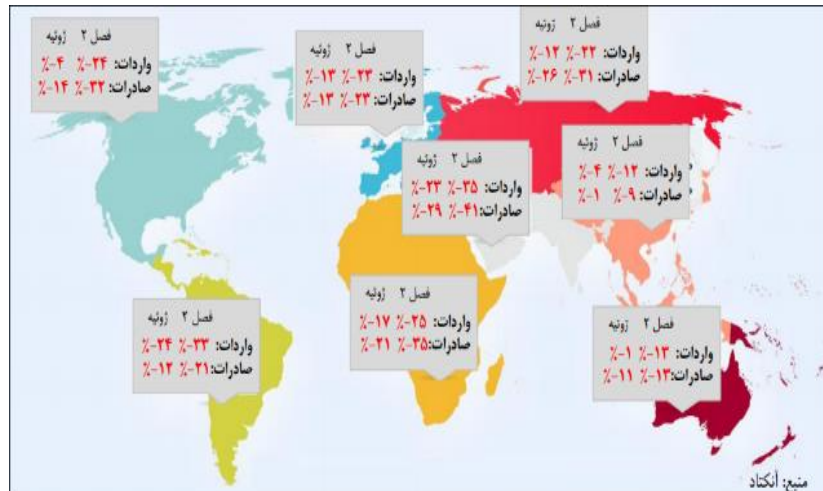 فصل ۲ ژوئیه
واردات: ٪-۲۴ ٪-۴
صادرات: ٪-۳۲ ٪-۱۴
فصل ۲ ژوئیه
واردات: ٪-۲۳ ٪-۱۳
صادرات: ٪-۲۳ ٪-۱۳
فصل ۲ ژوئیه
واردات: ٪-۲۲ ٪-۱۲
صادرات: ٪-۳۱ ٪-۲۶
فصل ۲ ژوئیه
واردات: ٪-۳۵ ٪-۲۳
صادرات: ٪-۴۱ ٪-۲۹
فصل ۲ ژوئیه
واردات: ٪-۱۲ ٪-۴
صادرات: ٪-۹ ٪-۱
فصل ۲ ژوئیه
واردات: ٪-۳۳ ٪-۲۴
صادرات: ٪-۲۱ ٪-۱۲
فصل ۲ ژوئیه
واردات: ٪-۲۵ ٪-۱۷
صادرات: ٪-۳۵ ٪-۲۱
فصل ۲ ژوئیه
واردات: ٪-۱۳ ٪-۱
صادرات: ٪-۱۳ ٪-۱۱
منبع: آنکتاد